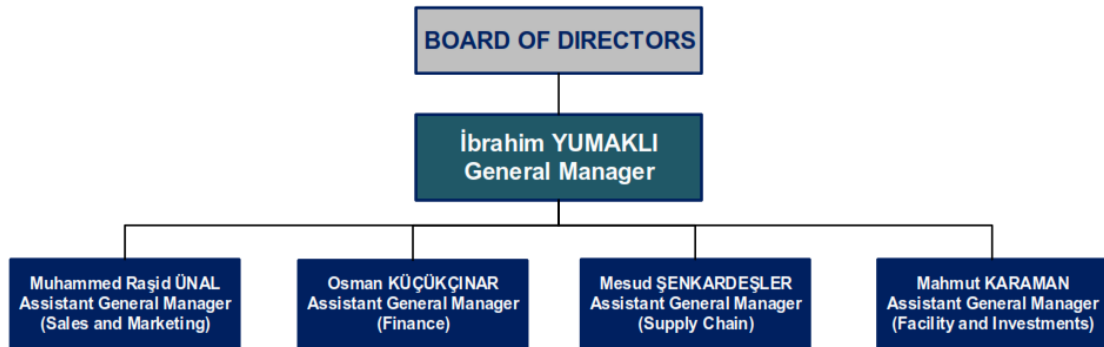 BOARD OF DIRECTORS
İbrahim YUMAKLI
General Manager
Muhammed Raşid ÜNAL
Assistant General Manager
(Sales and Marketing)
Osman KÜÇÜKÇINAR
Assistant General Manager
(Finance)
Mesud ŞENKARDEŞLER
Assistant General Manager
(Supply Chain)
Mahmut KARAMAN
Assistant General Manager
(Facility and Investments)